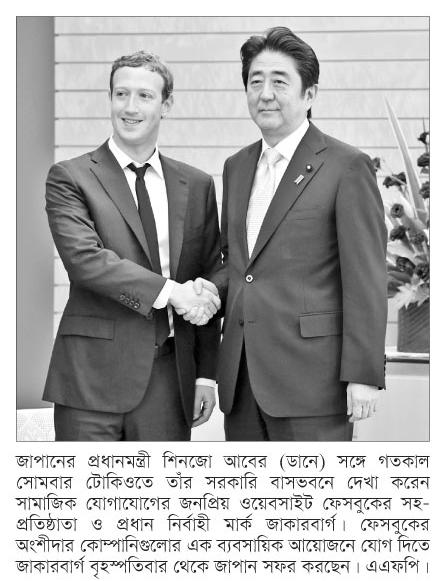 জাপানের প্রধানমন্ত্রী শিনজো আবের (ডানে) সঙ্গে গতকাল
সোমবার টোকিওতে তাঁর সরকারি বাসভবনে দেখা করেন
সামাজিক যোগাযোগের জনপ্রিয় ওয়েবসাইট ফেসবুকের সহ-
প্রতিষ্ঠাতা ও প্রধান নির্বাহী মার্ক জাকারবার্গ। ফেসবুকের
অংশীদার কোম্পানিগুলোর এক ব্যবসায়িক আয়োজনে যোগ দিতে
জাকারবার্গ বৃহস্পতিবার থেকে জাপান সফর করছেন। এএফপি।